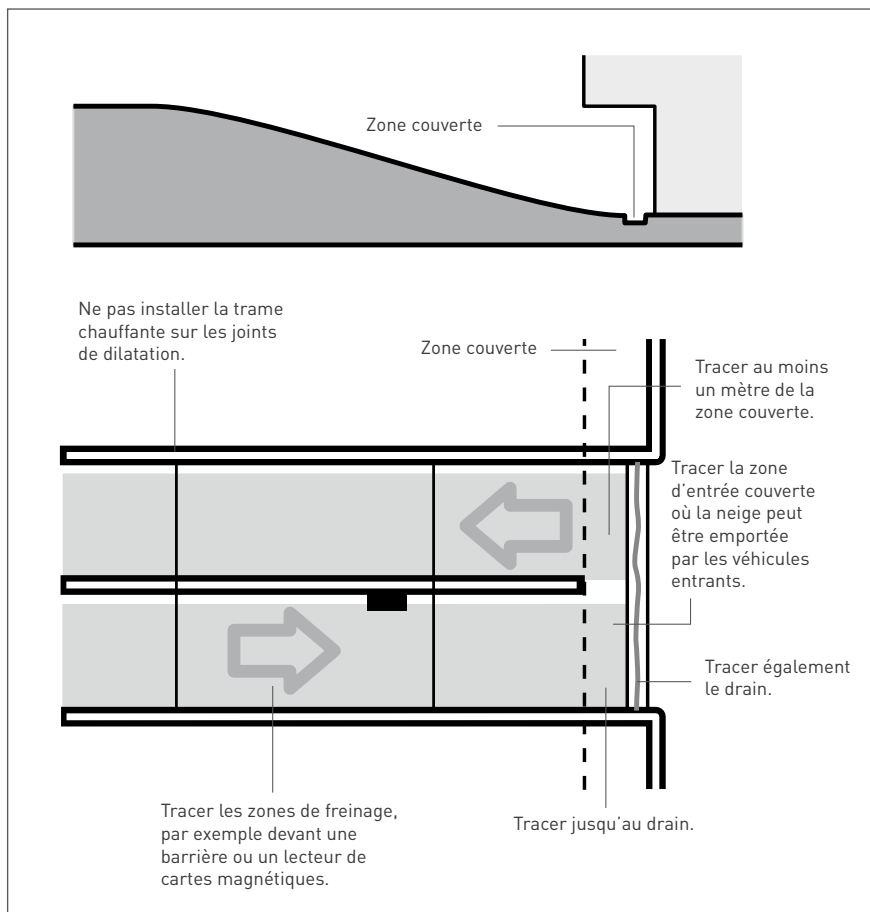 Zone couverte
Ne pas installer la trame
chauffante sur les joints
de dilatation.
Zone couverte
Tracer au moins
un mètre de la
zone couverte.
Tracer la zone
d’entrée couverte
où la neige peut
être emportée
par les véhicules
entrants.
Tracer également
le drain.
Tracer les zones de freinage,
par exemple devant une
barrière ou un lecteur de
cartes magnétiques.
Tracer jusqu’au drain.